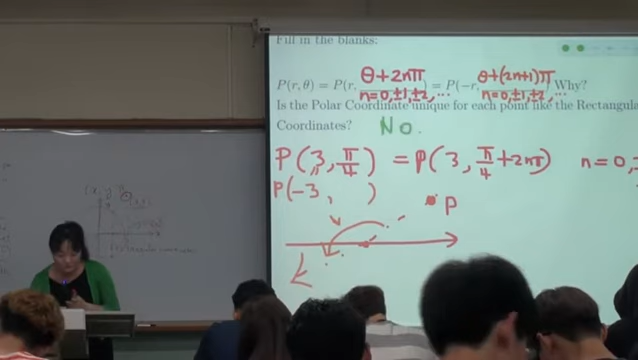 Fill in the blanks:
P(r, θ) = P(r, θ+2nπ) = P(-r, θ+(2n+1)π) Why?
n=0,±1,±2,... n=0,±1,±2,...
Is the Polar Coordinate unique for each point like the Rectangula
Coordinates? No.
P(3, π/4) = P(3, π/4+2nπ) n=0,
P(-3, )
P